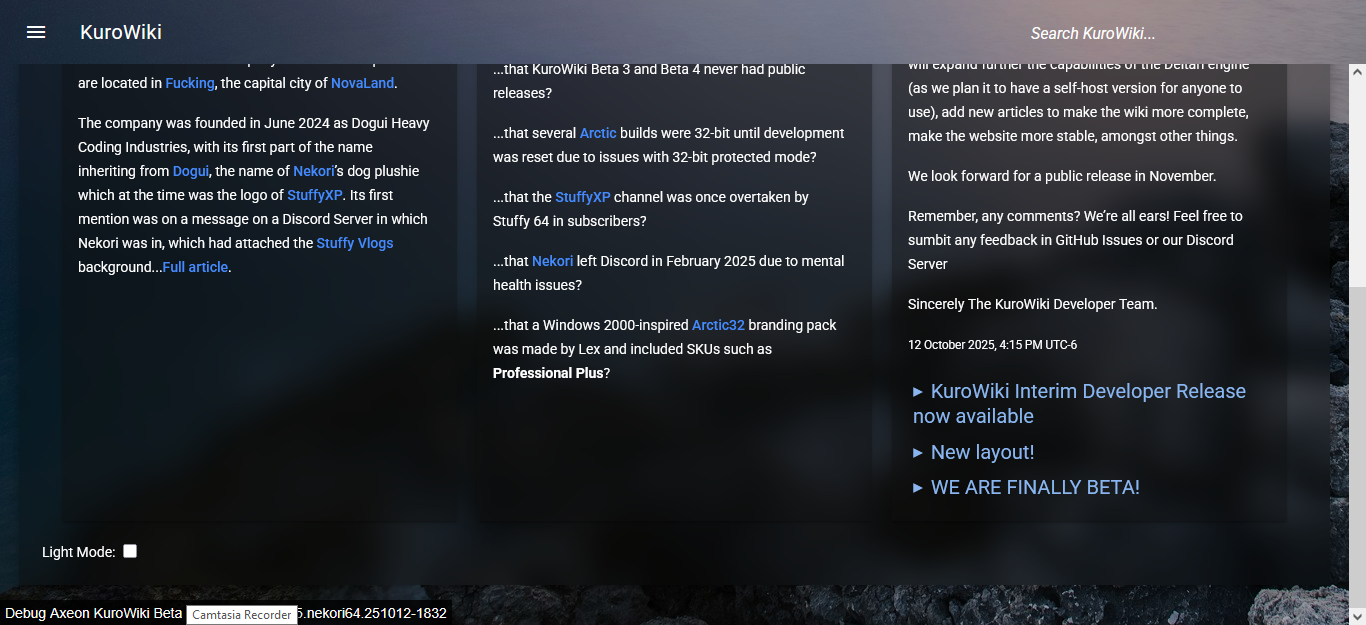 KuroWiki
Search KuroWiki...
are located in Fucking, the capital city of NovaLand.
The company was founded in June 2024 as Dogui Heavy
Coding Industries, with its first part of the name
inheriting from Dogui, the name of Nekori's dog plushie
which at the time was the logo of StuffyXP. Its first
mention was on a message on a Discord Server in which
Nekori was in, which had attached the Stuffy Vlogs
background...Full article.
...that KuroWiki Beta 3 and Beta 4 never had public
releases?
...that several Arctic builds were 32-bit until development
was reset due to issues with 32-bit protected mode?
...that the StuffyXP channel was once overtaken by
Stuffy 64 in subscribers?
...that Nekori left Discord in February 2025 due to mental
health issues?
...that a Windows 2000-inspired Arctic32 branding pack
was made by Lex and included SKUs such as
Professional Plus?
will expand further the capabilities of the Deltan engine
(as we plan it to have a self-host version for anyone to
use), add new articles to make the wiki more complete,
make the website more stable, amongst other things.
We look forward for a public release in November.
Remember, any comments? We're all ears! Feel free to
sumbit any feedback in GitHub Issues or our Discord
Server
Sincerely The KuroWiki Developer Team.
12 October 2025, 4:15 PM UTC-6
► KuroWiki Interim Developer Release
now available
► New layout!
► WE ARE FINALLY BETA!
Light Mode:
Debug Axeon KuroWiki Beta
Camtasia Recorder
5.nekori64.251012-1832